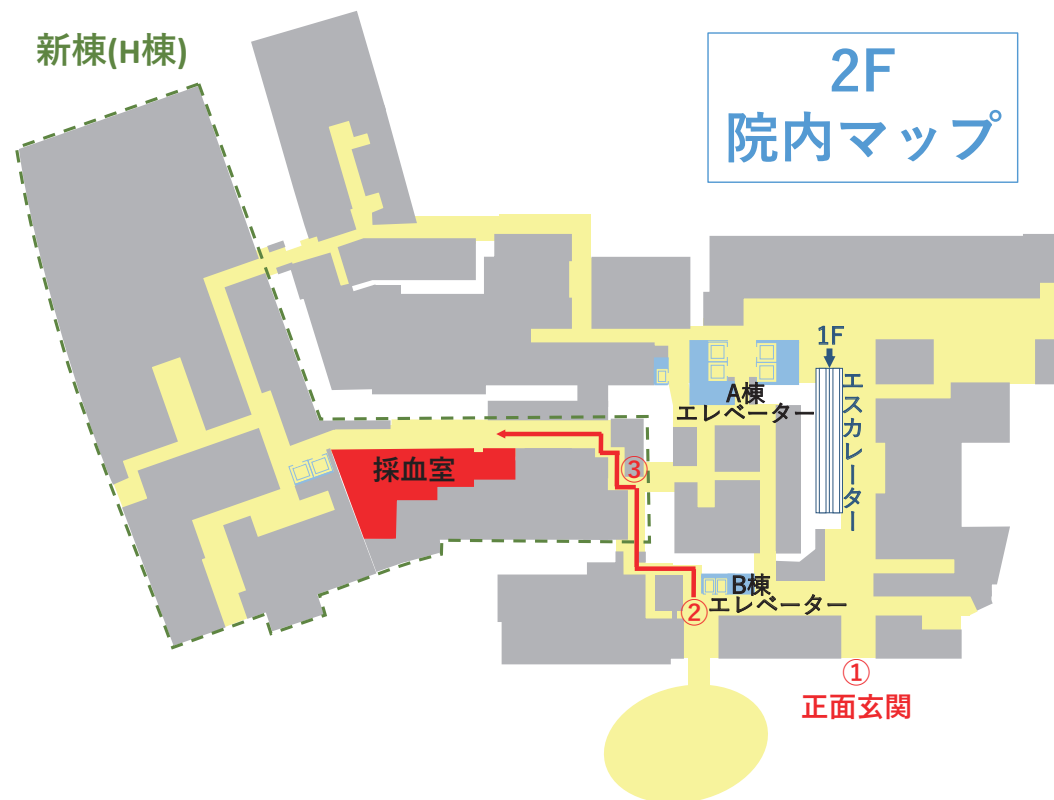 新棟(H棟)
2F
院内マップ
1F
A棟
エレベーター
エスカレーター
採血室
③
B棟
エレベーター
②
①
正面玄関